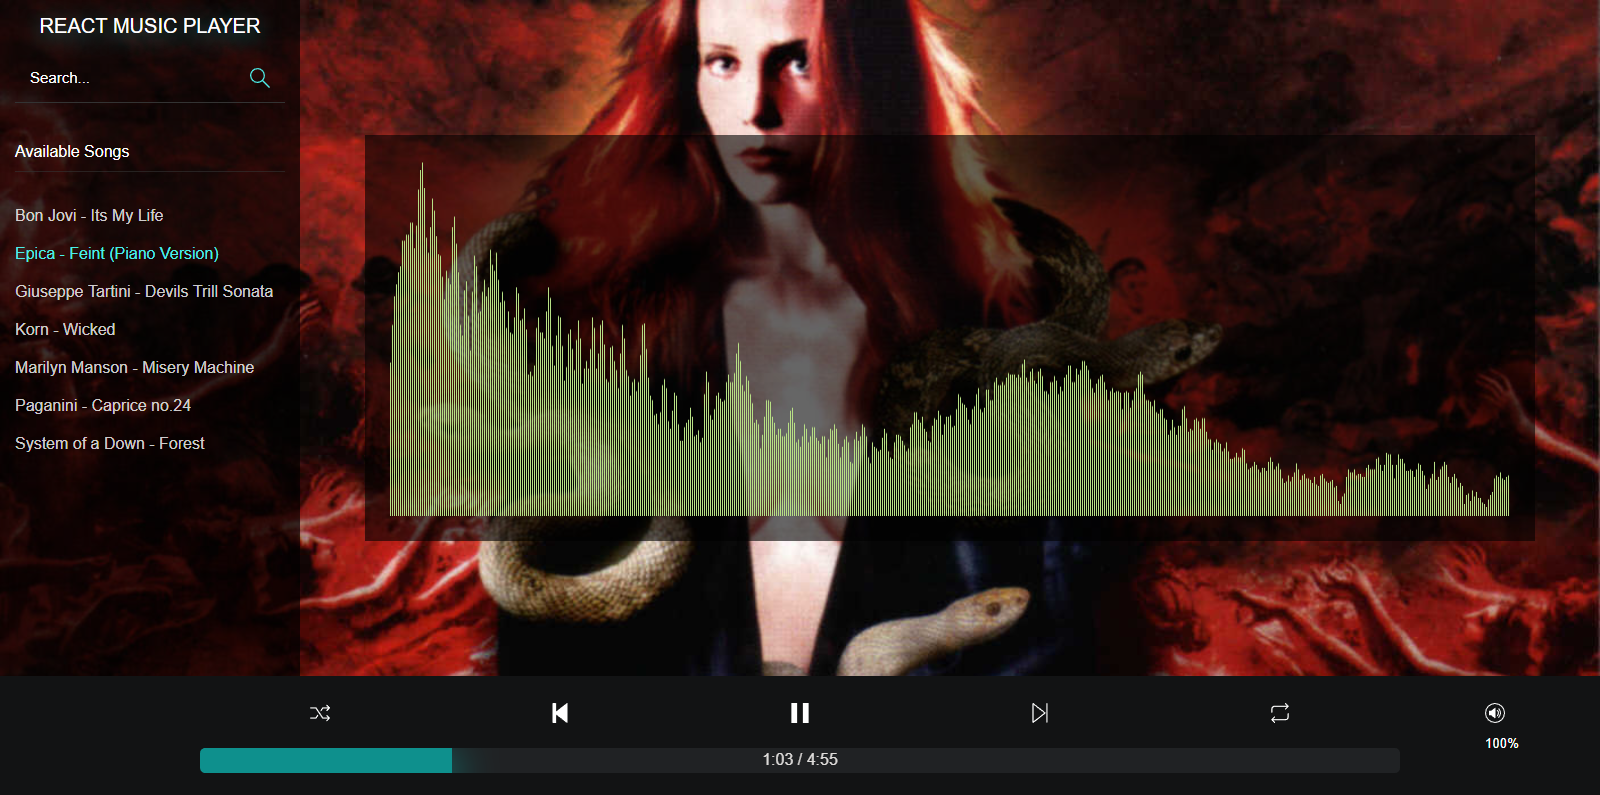 REACT MUSIC PLAYER
Search...
Available Songs
Bon Jovi - Its My Life
Epica - Feint (Piano Version)
Giuseppe Tartini - Devils Trill Sonata
Korn - Wicked
Marilyn Manson - Misery Machine
Paganini - Caprice no.24
System of a Down - Forest
1:03 / 4:55
100%